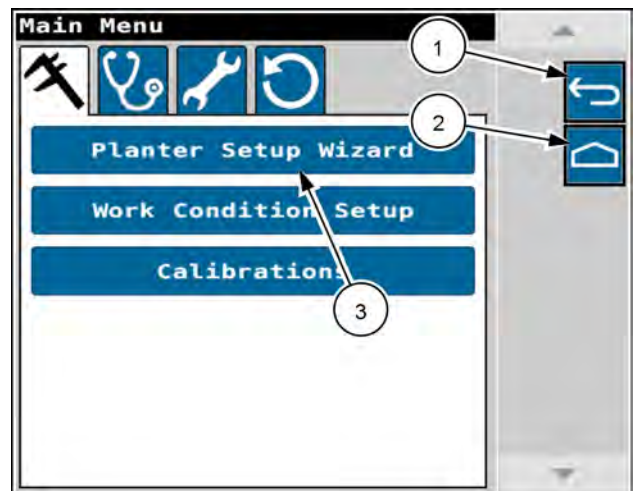 Main Menu
1
2
Planter Setup Wizard
Work Condition Setup
Calibrations
3